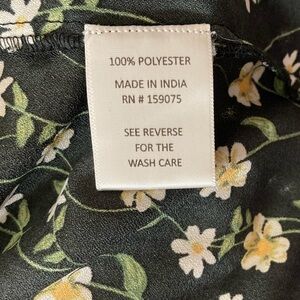 100% POLYESTER
MADE IN INDIA
RN # 159075
SEE REVERSE
FOR THE
WASH CARE